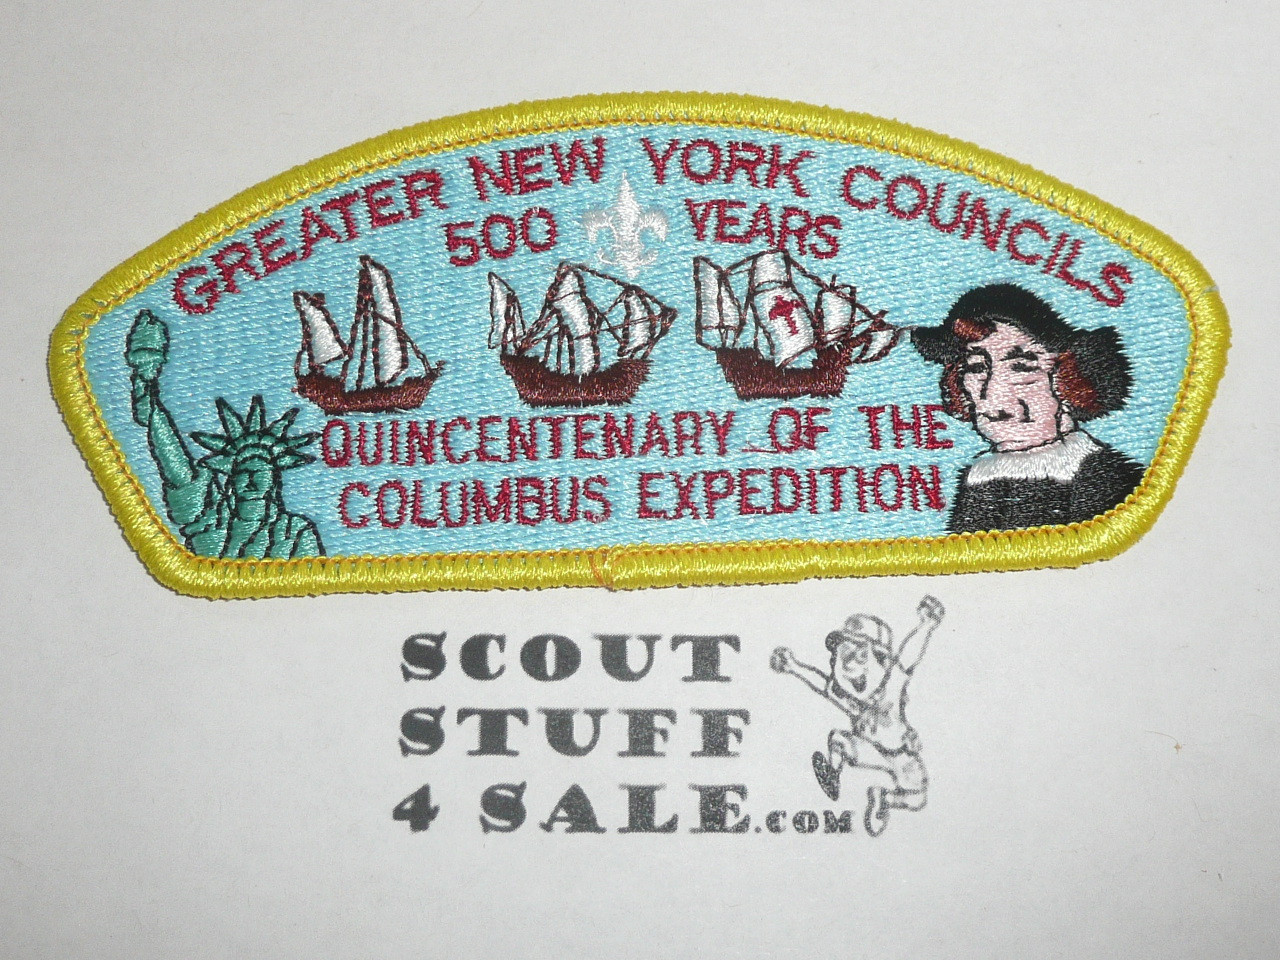 GREATER NEW YORK COUNCILS
500 YEARS
QUINCENTENARY OF THE
COLUMBUS EXPEDITION
SCOUT
STUFF
4 SALE.COM